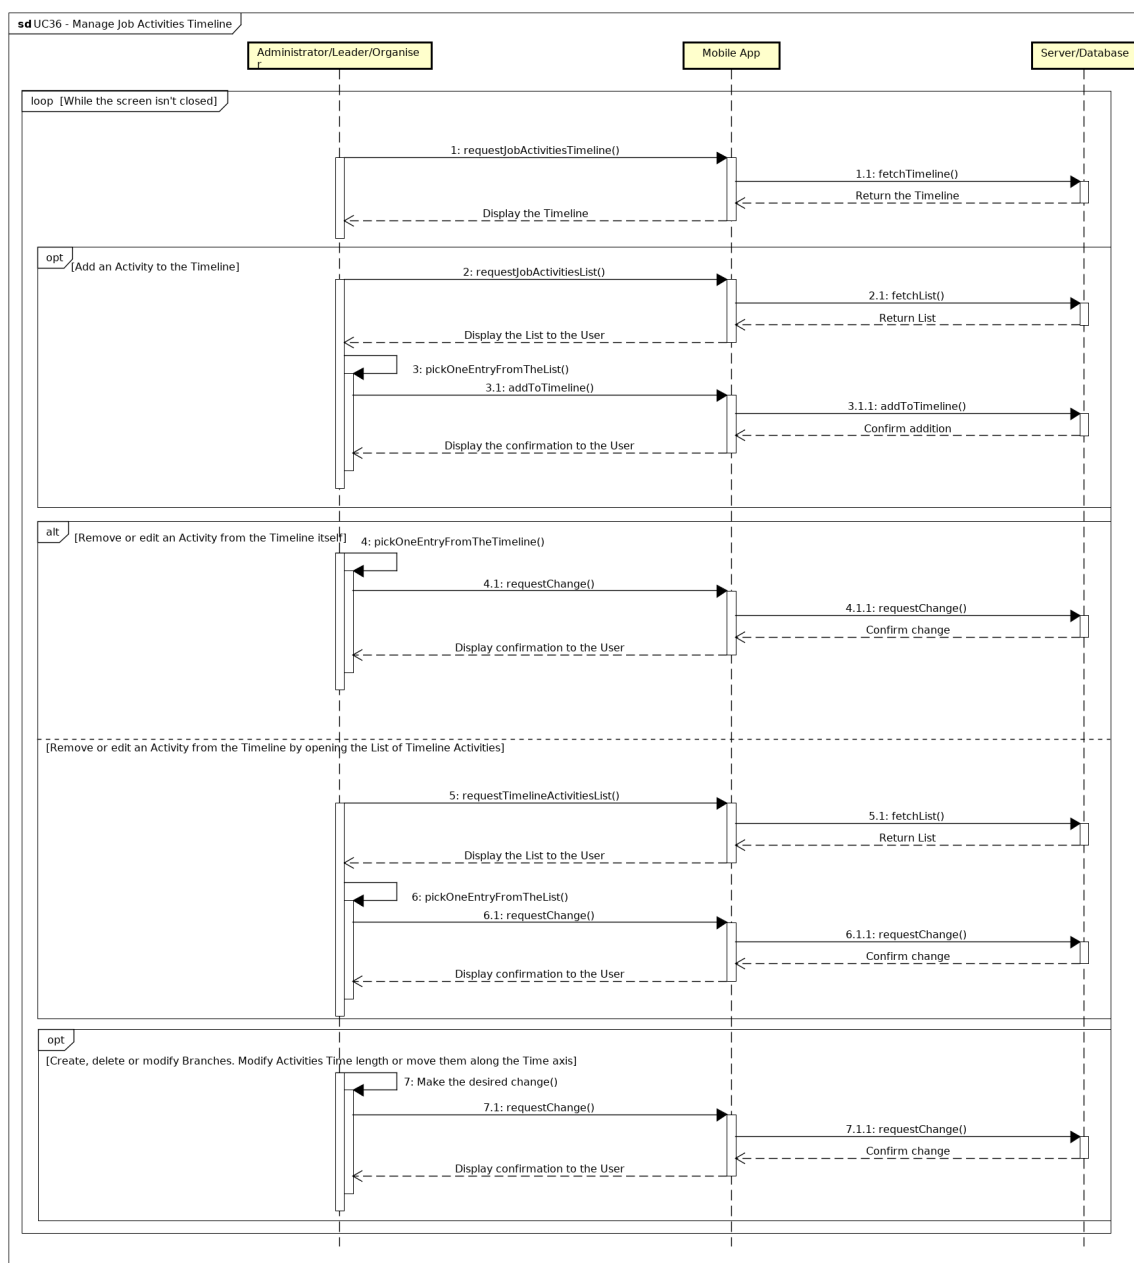 sd UC36 - Manage Job Activities Timeline
Administrator/Leader/Organise
r
Mobile App
Server/Database
loop [While the screen isn't closed]
1: requestJobActivitiesTimeline()
1.1: fetchTimeline()
Return the Timeline
Display the Timeline
opt
[Add an Activity to the Timeline]
2: requestJobActivitiesList()
2.1: fetchList()
Return List
Display the List to the User
3: pickOneEntryFromTheList()
3.1: addToTimeline()
3.1.1: addToTimeline()
Confirm addition
Display the confirmation to the User
alt
[Remove or edit an Activity from the Timeline itself]
4: pickOneEntryFromTheTimeline()
4.1: requestChange()
4.1.1: requestChange()
Confirm change
Display confirmation to the User
[Remove or edit an Activity from the Timeline by opening the List of Timeline Activities]
5: requestTimelineActivitiesList()
5.1: fetchList()
Return List
Display the List to the User
6: pickOneEntryFromTheList()
6.1: requestChange()
6.1.1: requestChange()
Confirm change
Display confirmation to the User
opt
[Create, delete or modify Branches. Modify Activities Time length or move them along the Time axis]
7: Make the desired change()
7.1: requestChange()
7.1.1: requestChange()
Confirm change
Display confirmation to the User